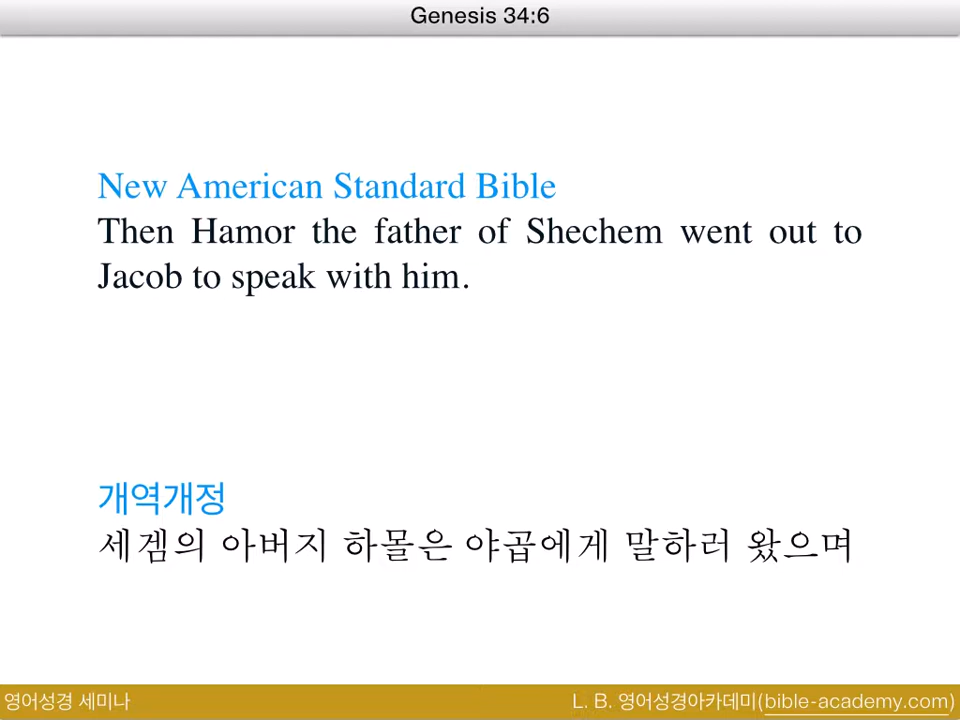 Genesis 34:6
New American Standard Bible
Then Hamor the father of Shechem went out to
Jacob to speak with him.
개역개정
세겜의 아버지 하몰은 야곱에게 말하러 왔으며
영어성경 세미나
L. B. 영어성경아카데미(bible-academy.com)